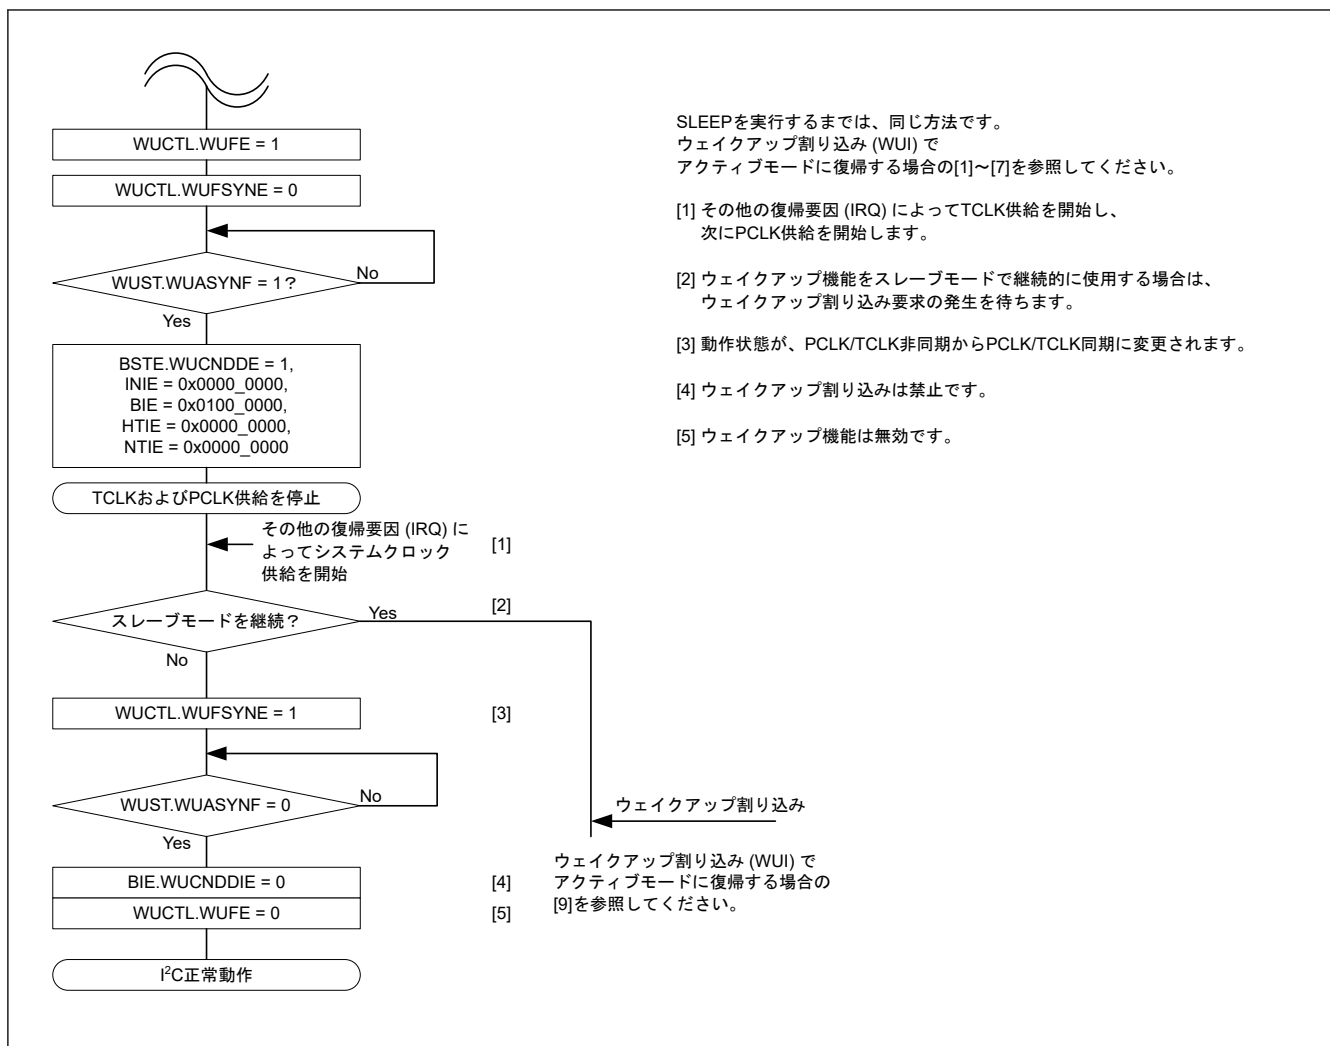 WUCTL.WUFE = 1
WUCTL.WUFSYNE = 0
WUST.WUASYNF = 1？
No
Yes
BSTE.WUCNDDE = 1,
INIE = 0x0000_0000,
BIE = 0x0100_0000,
HTIE = 0x0000_0000,
NTIE = 0x0000_0000
TCLKおよびPCLK供給を停止
その他の復帰要因 (IRQ) に
よってシステムクロック
供給を開始
[1]
スレーブモードを継続？
Yes
[2]
No
WUCTL.WUFSYNE = 1
[3]
WUST.WUASYNF = 0
No
Yes
BIE.WUCNDDIE = 0
[4]
WUCTL.WUFE = 0
[5]
I²C正常動作
ウェイクアップ割り込み
ウェイクアップ割り込み (WUI) で
アクティブモードに復帰する場合の
[9]を参照してください。
SLEEPを実行するまでは、同じ方法です。
ウェイクアップ割り込み (WUI) で
アクティブモードに復帰する場合の[1]～[7]を参照してください。
[1] その他の復帰要因 (IRQ) によってTCLK供給を開始し、
次にPCLK供給を開始します。
[2] ウェイクアップ機能をスレーブモードで継続的に使用する場合は、
ウェイクアップ割り込み要求の発生を待ちます。
[3] 動作状態が、PCLK/TCLK非同期からPCLK/TCLK同期に変更されます。
[4] ウェイクアップ割り込みは禁止です。
[5] ウェイクアップ機能は無効です。